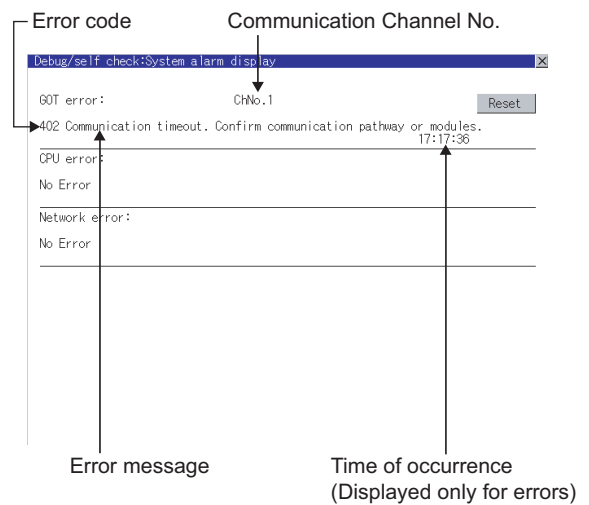 Error code
Communication Channel No.
Debug/self check:System alarm display
GOT error:
ChNo.1
Reset
402 Communication timeout. Confirm communication pathway or modules.
17:17:36
CPU error:
No Error
Network error:
No Error
Error message
Time of occurrence
(Displayed only for errors)